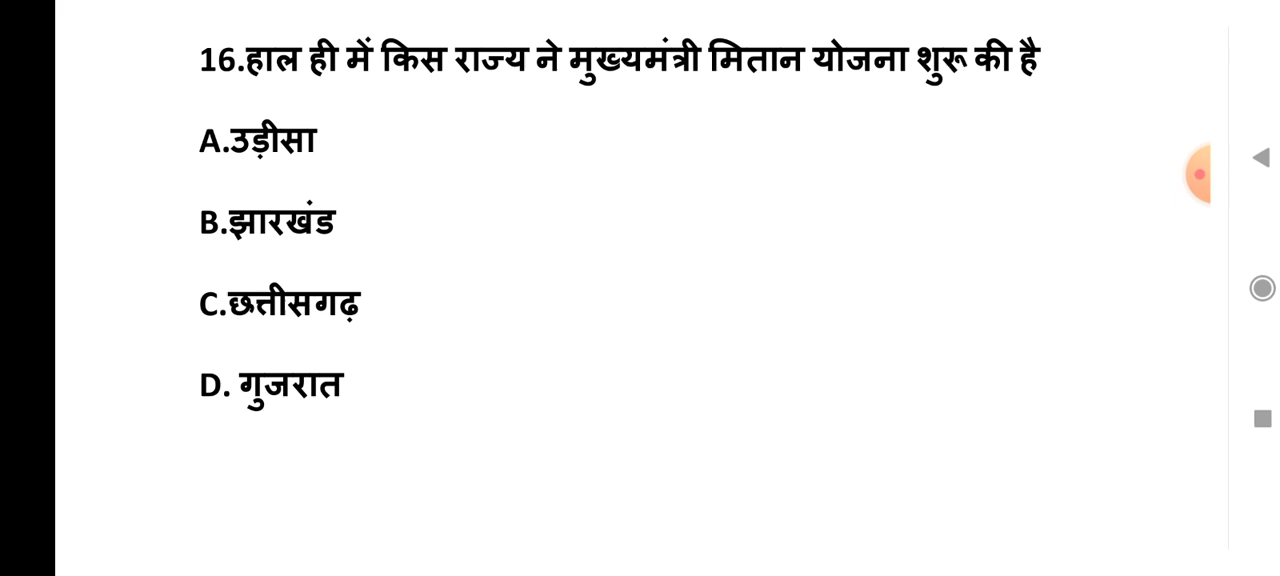 16.हाल ही में किस राज्य ने मुख्यमंत्री मितान योजना शुरू की है
A.उड़ीसा
B.झारखंड
C.छत्तीसगढ़
D. गुजरात